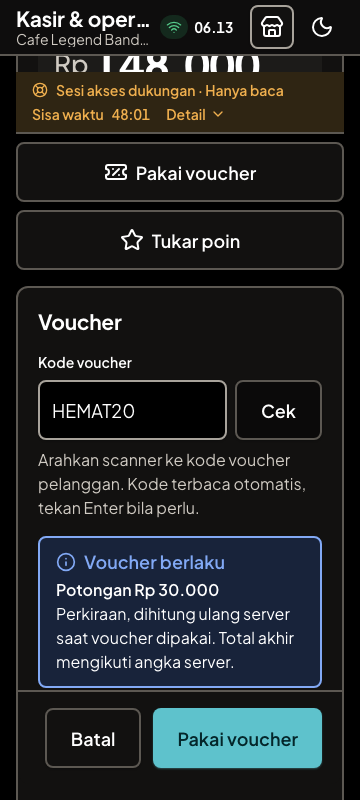 Kasir & oper...
Cafe Legend Band...
06.13
Rp 148.000
Sesi akses dukungan · Hanya baca
Sisa waktu 48:01 Detail
Pakai voucher
Tukar poin
Voucher
Kode voucher
HEMAT20
Cek
Arahkan scanner ke kode voucher
pelanggan. Kode terbaca otomatis,
tekan Enter bila perlu.
Voucher berlaku
Potongan Rp 30.000
Perkiraan, dihitung ulang server
saat voucher dipakai. Total akhir
mengikuti angka server.
Batal
Pakai voucher